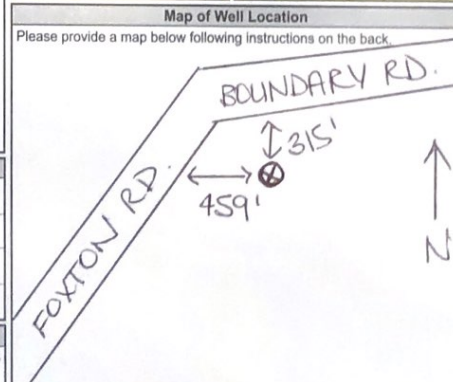 Map of Well Location
Please provide a map below following instructions on the back.
BOUNDARY RD.
315'
459'
FOXTON RD.
N